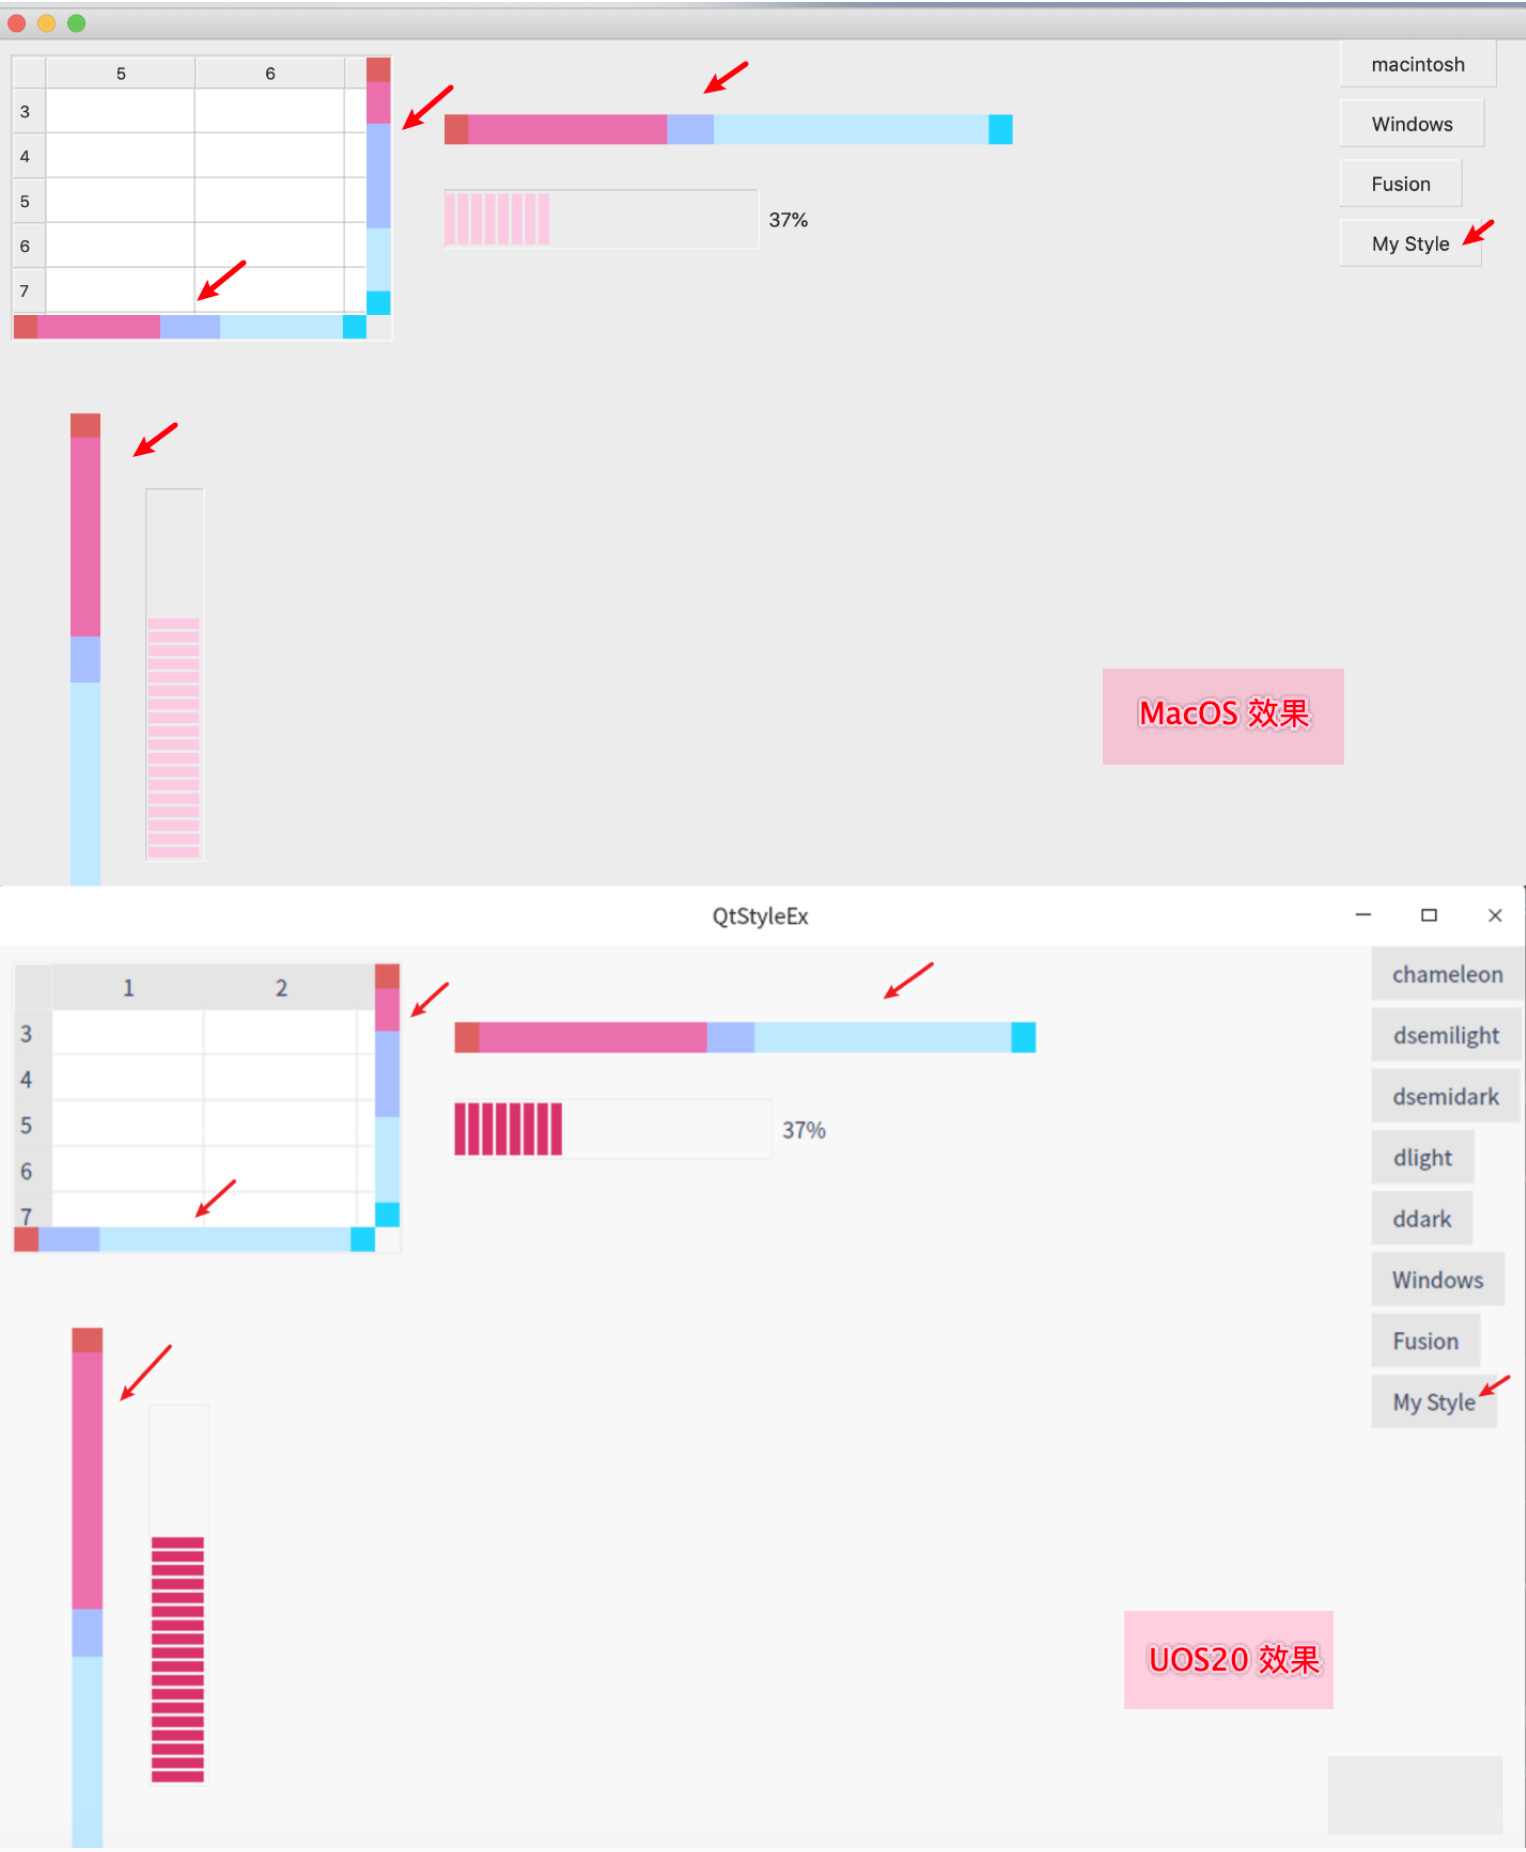 5 6
3
4
5
6
7
37%
macintosh
Windows
Fusion
My Style
MacOS 效果
QtStyleEx
1 2
3
4
5
6
7
37%
chameleon
dsemilight
dsemidark
dlight
ddark
Windows
Fusion
My Style
UOS20 效果